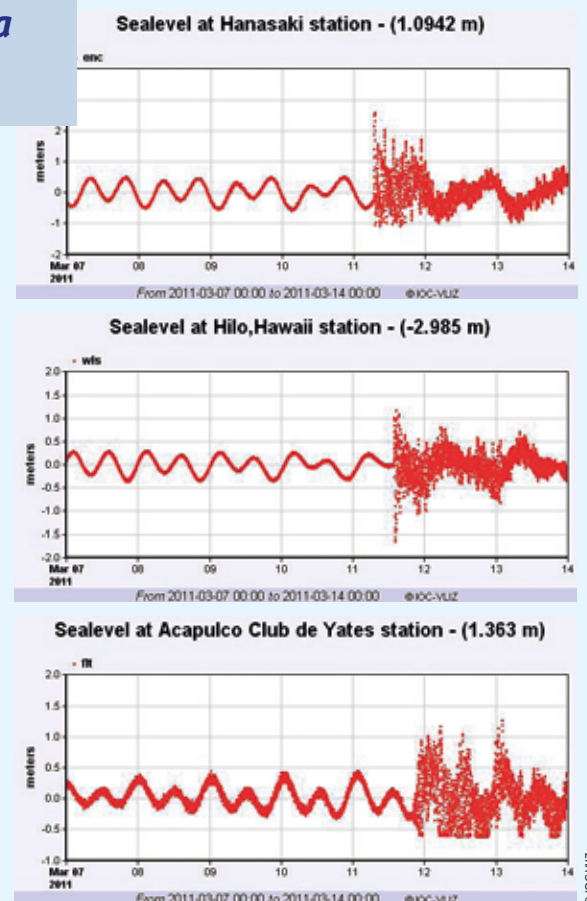 a
Sealevel at Hanasaki station - (1.0942 m)
enc
meters
2
1
0
-1
-2
Mar 07 08 09 10 11 12 13 14
2011
From 2011-03-07 00:00 to 2011-03-14 00:00 ©IOC-VLIZ
Sealevel at Hilo,Hawaii station - (-2.985 m)
wls
meters
2.0
1.5
1.0
0.5
0.0
-0.5
-1.0
-1.5
-2.0
Mar 07 08 09 10 11 12 13 14
2011
From 2011-03-07 00:00 to 2011-03-14 00:00 ©IOC-VLIZ
Sealevel at Acapulco Club de Yates station - (1.363 m)
flt
meters
2.0
1.5
1.0
0.5
0.0
-0.5
-1.0
Mar 07 08 09 10 11 12 13 14
2011
From 2011-03-07 00:00 to 2011-03-14 00:00 ©IOC-VLIZ